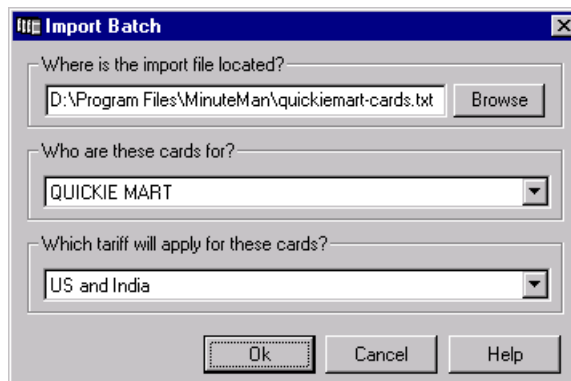 Import Batch
Where is the import file located?
D:\Program Files\MinuteMan\quickiemart-cards.txt Browse
Who are these cards for?
QUICKIE MART
Which tariff will apply for these cards?
US and India
Ok Cancel Help